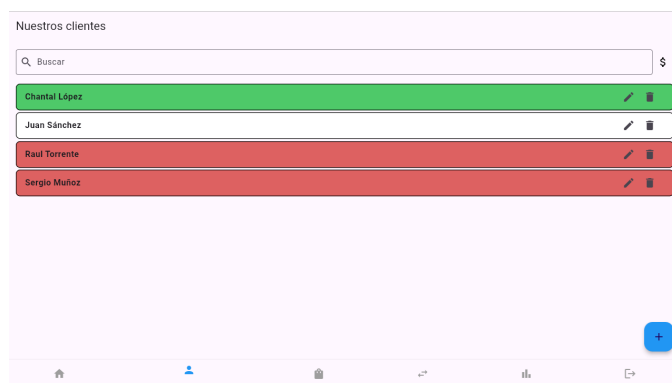 Nuestros clientes
Buscar
$
Chantal López
Juan Sánchez
Raul Torrente
Sergio Muñoz
+